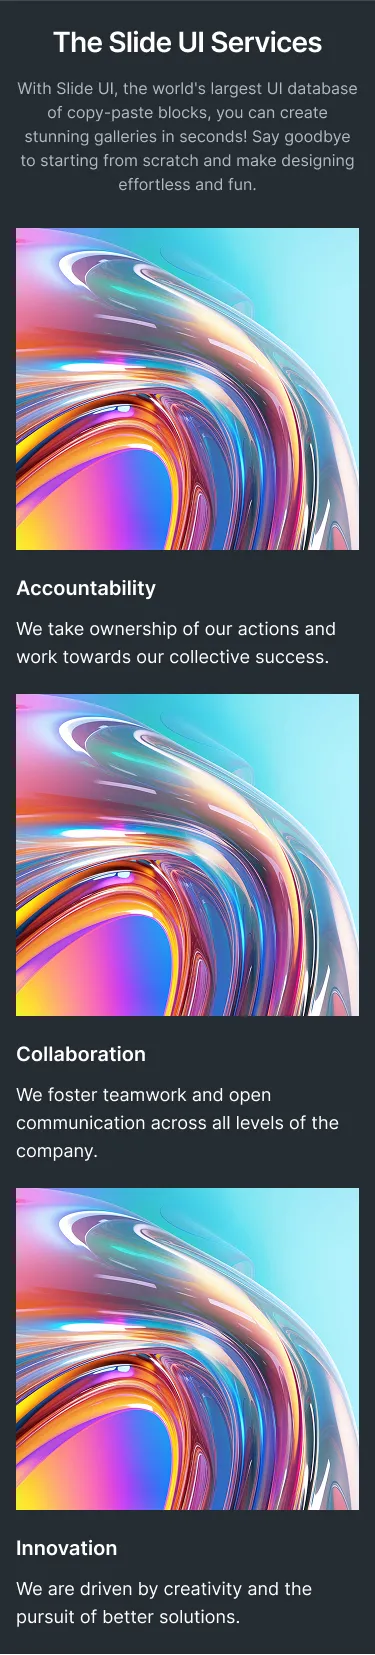 The Slide UI Services
With Slide UI, the world's largest UI database
of copy-paste blocks, you can create
stunning galleries in seconds! Say goodbye
to starting from scratch and make designing
effortless and fun.
Accountability
We take ownership of our actions and
work towards our collective success.
Collaboration
We foster teamwork and open
communication across all levels of the
company.
Innovation
We are driven by creativity and the
pursuit of better solutions.